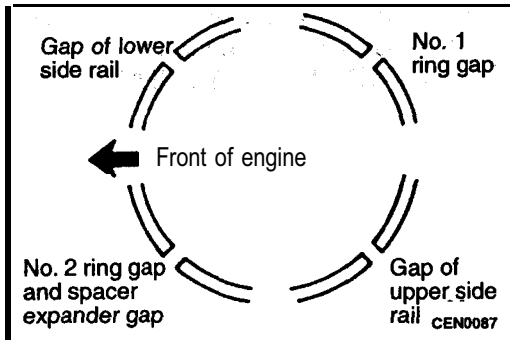 Gap of lower
side rail
No. 1
ring gap
Front of engine
No. 2 ring gap
and spacer
expander gap
Gap of
upper side
rail
CEN0087